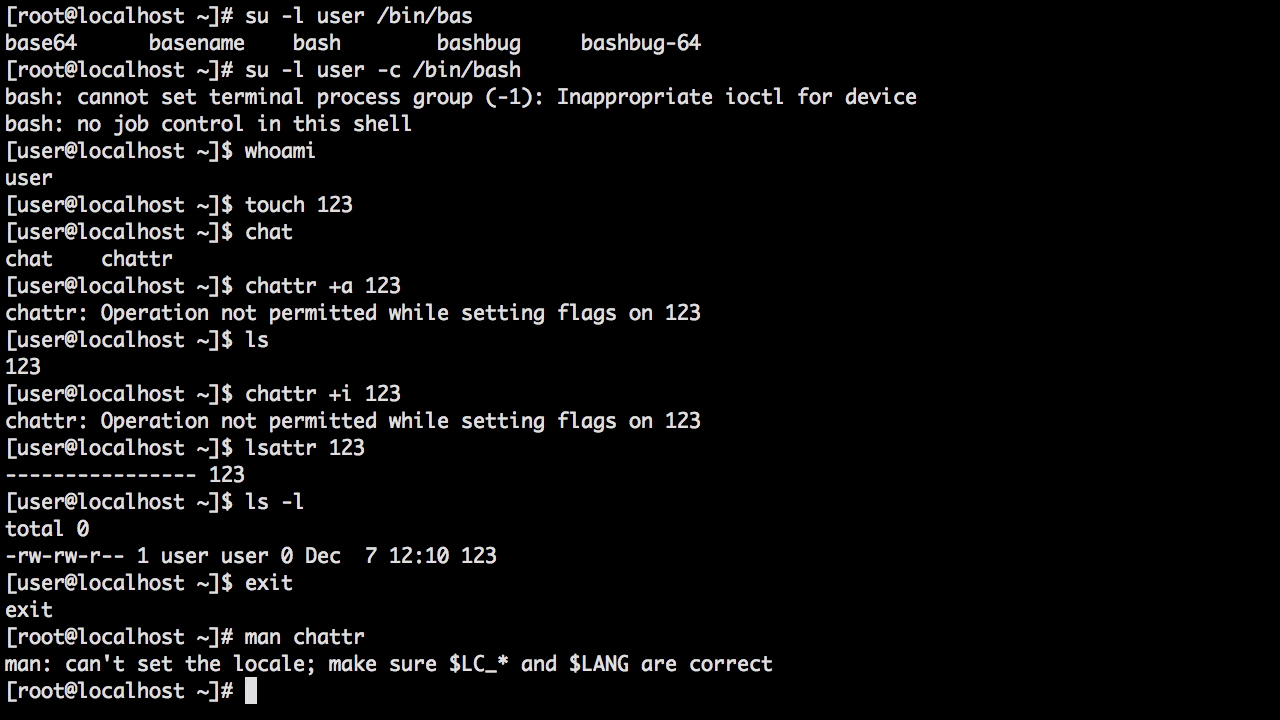 [root@localhost ~]# su -l user /bin/bas
base64      basename    bash        bashbug     bashbug-64
[root@localhost ~]# su -l user -c /bin/bash
bash: cannot set terminal process group (-1): Inappropriate ioctl for device
bash: no job control in this shell
[user@localhost ~]$ whoami
user
[user@localhost ~]$ touch 123
[user@localhost ~]$ chat
chat    chattr
[user@localhost ~]$ chattr +a 123
chattr: Operation not permitted while setting flags on 123
[user@localhost ~]$ ls
123
[user@localhost ~]$ chattr +i 123
chattr: Operation not permitted while setting flags on 123
[user@localhost ~]$ lsattr 123
---------------- 123
[user@localhost ~]$ ls -l
total 0
-rw-rw-r-- 1 user user 0 Dec  7 12:10 123
[user@localhost ~]$ exit
exit
[root@localhost ~]# man chattr
man: can't set the locale; make sure $LC_* and $LANG are correct
[root@localhost ~]#